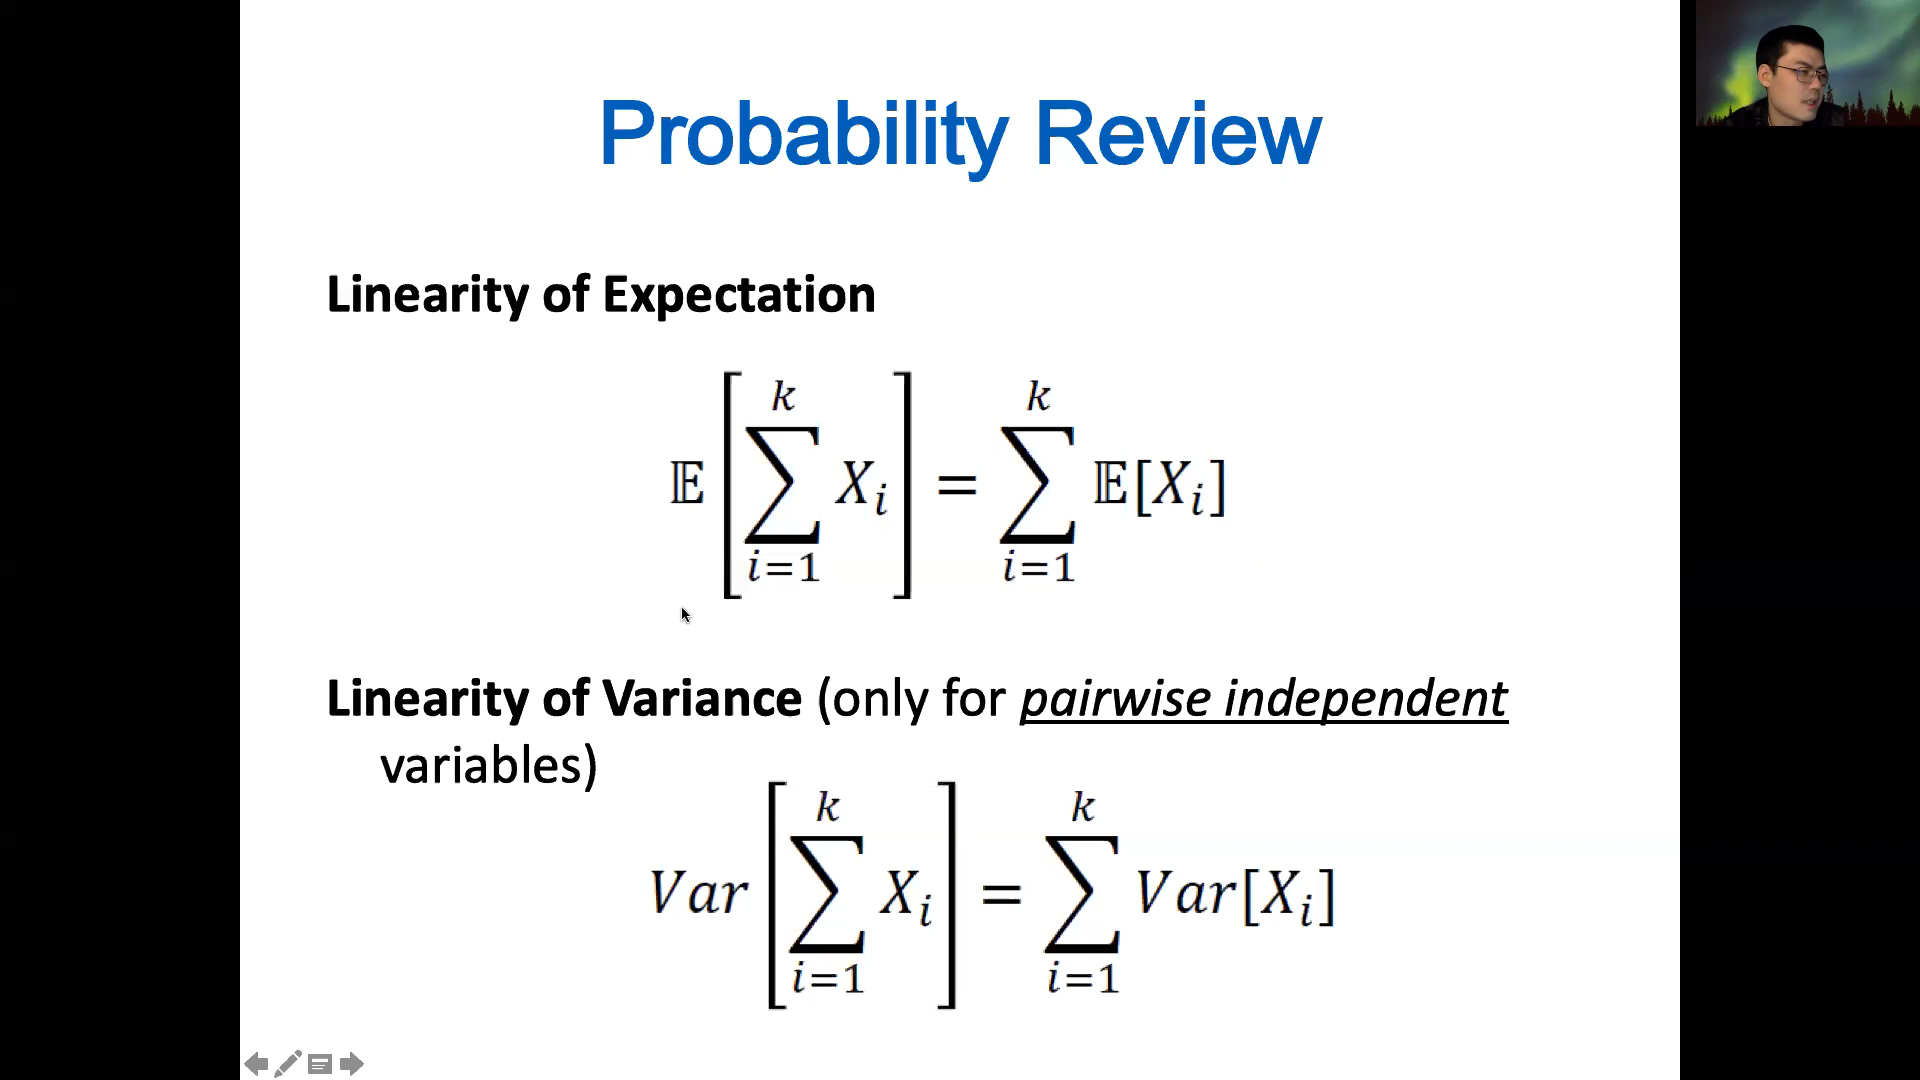 Probability Review
Linearity of Expectation
𝔼[∑_{i=1}^{k} X_i] = ∑_{i=1}^{k} 𝔼[X_i]
Linearity of Variance (only for pairwise independent
variables)
Var[∑_{i=1}^{k} X_i] = ∑_{i=1}^{k} Var[X_i]